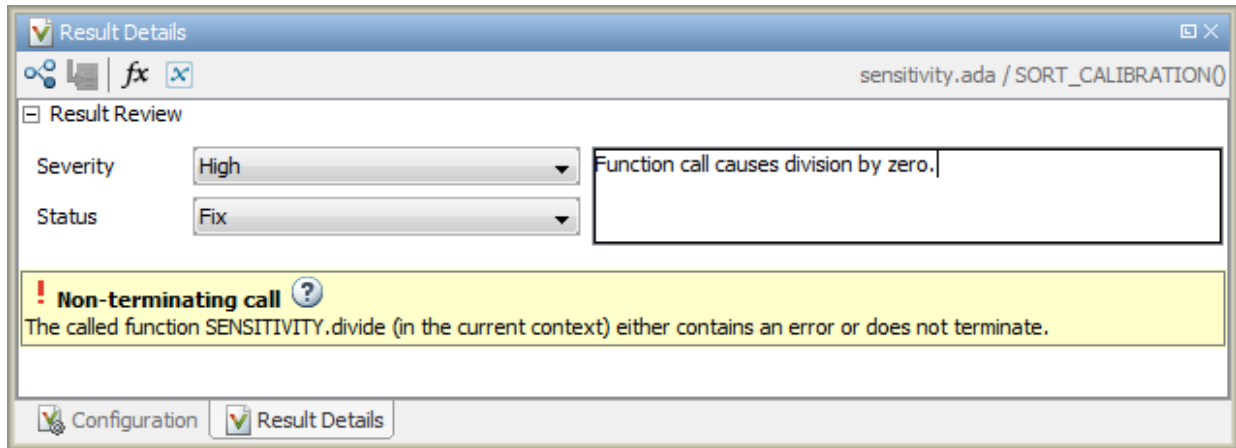 Result Details
fx x sensitivity.ada / SORT_CALIBRATION()
Result Review
Severity High Function call causes division by zero.
Status Fix
! Non-terminating call ?
The called function SENSITIVITY.divide (in the current context) either contains an error or does not terminate.
Configuration Result Details